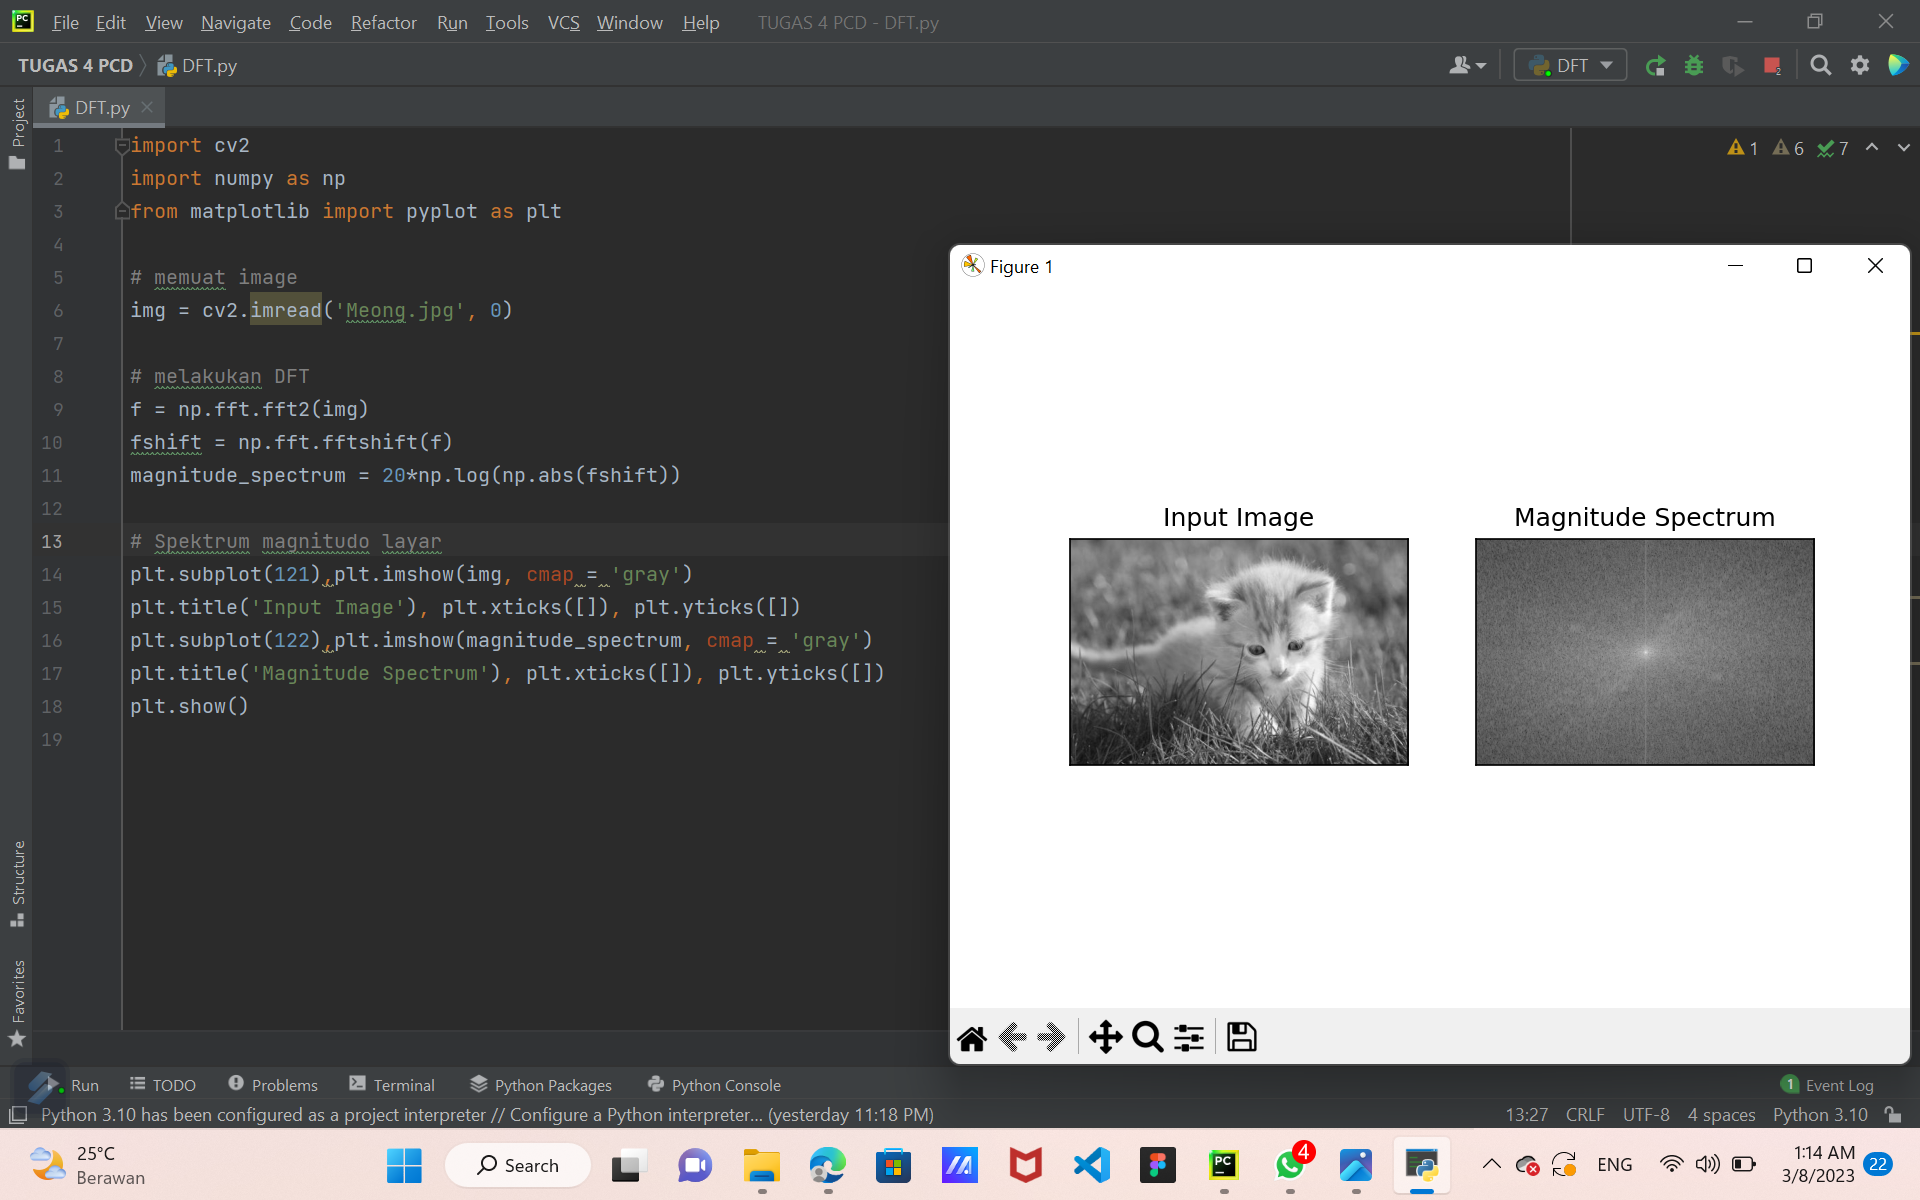 File Edit View Navigate Code Refactor Run Tools VCS Window Help TUGAS 4 PCD - DFT.py
TUGAS 4 PCD DFT.py DFT
Project
DFT.py
1 import cv2
2 import numpy as np
3 from matplotlib import pyplot as plt
4
5 # memuat image
6 img = cv2.imread('Meong.jpg', 0)
7
8 # melakukan DFT
9 f = np.fft.fft2(img)
10 fshift = np.fft.fftshift(f)
11 magnitude_spectrum = 20*np.log(np.abs(fshift))
12
13 # Spektrum magnitudo layar
14 plt.subplot(121),plt.imshow(img, cmap = 'gray')
15 plt.title('Input Image'), plt.xticks([]), plt.yticks([])
16 plt.subplot(122),plt.imshow(magnitude_spectrum, cmap = 'gray')
17 plt.title('Magnitude Spectrum'), plt.xticks([]), plt.yticks([])
18 plt.show()
19
1 6 7
Figure 1
Input Image Magnitude Spectrum
Structure
Favorites
Run TODO Problems Terminal Python Packages Python Console 1 Event Log
Python 3.10 has been configured as a project interpreter // Configure a Python interpreter... (yesterday 11:18 PM) 13:27 CRLF UTF-8 4 spaces Python 3.10
25°C
Berawan
Search
PC
4
ENG
1:14 AM
3/8/2023
22